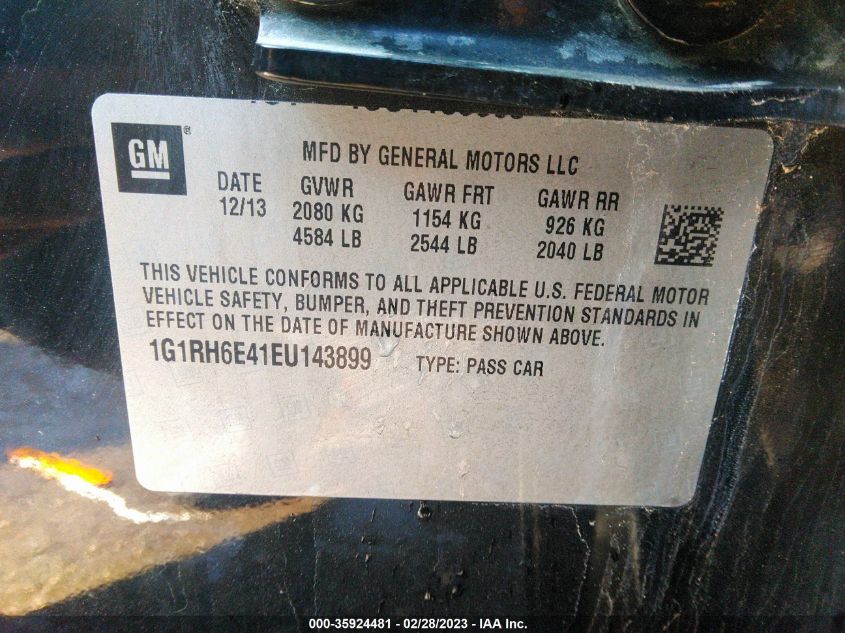 GM®
MFD BY GENERAL MOTORS LLC
DATE GVWR GAWR FRT GAWR RR
12/13 2080 KG 1154 KG 926 KG
4584 LB 2544 LB 2040 LB
THIS VEHICLE CONFORMS TO ALL APPLICABLE U.S. FEDERAL MOTOR
VEHICLE SAFETY, BUMPER, AND THEFT PREVENTION STANDARDS IN
EFFECT ON THE DATE OF MANUFACTURE SHOWN ABOVE.
1G1RH6E41EU143899 TYPE: PASS CAR
000-35924481 - 02/28/2023 - IAA Inc.